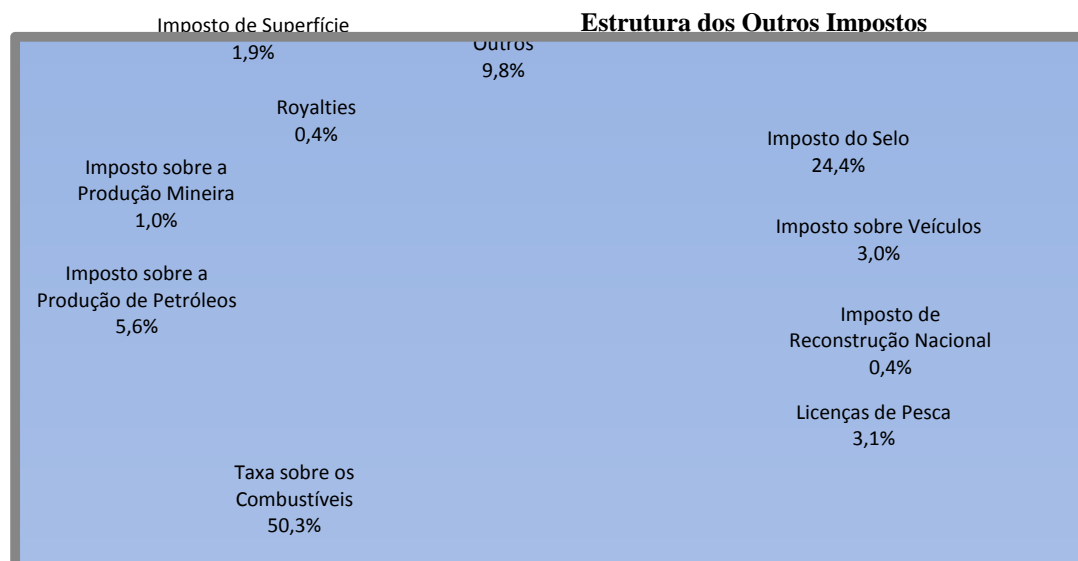 Estrutura dos Outros Impostos
Imposto de Superfície
1,9%
Outros
9,8%
Royalties
0,4%
Imposto do Selo
24,4%
Imposto sobre a
Produção Mineira
1,0%
Imposto sobre Veículos
3,0%
Imposto sobre a
Produção de Petróleos
5,6%
Imposto de
Reconstrução Nacional
0,4%
Licenças de Pesca
3,1%
Taxa sobre os
Combustíveis
50,3%